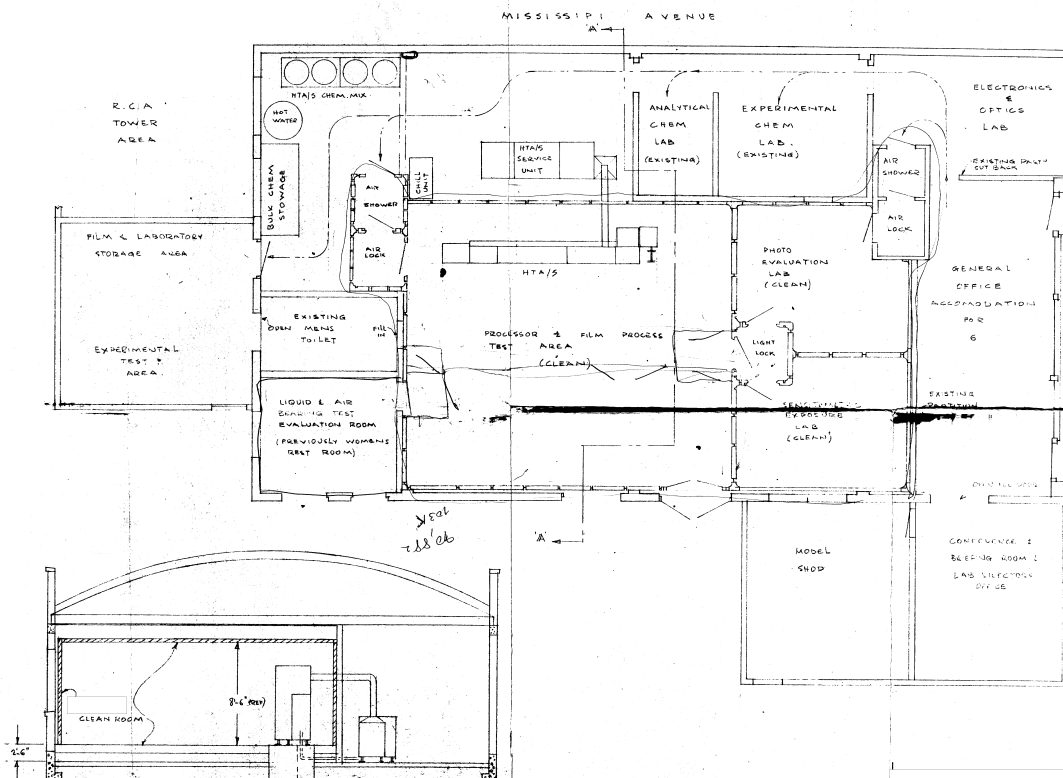 MISSISSIPI AVENUE
'A'
R.C.A
TOWER
AREA
HTA/S CHEM. MIX
HOT
WATER
BULK CHEM
STOWAGE
AIR
SHOWER
AIR
LOCK
CHILL
UNIT
HTA/S
SERVICE
UNIT
ANALYTICAL
CHEM
LAB
(EXISTING)
EXPERIMENTAL
CHEM
LAB.
(EXISTING)
ELECTRONICS
&
OPTICS
LAB
EXISTING PART'N
CUT BACK
AIR
SHOWER
AIR
LOCK
FILM & LABORATORY
STORAGE AREA
EXPERIMENTAL
TEST
AREA
EXISTING
OPEN MENS
TOILET
FILL
IN
HTA/S
PROCESSOR & FILM PROCESS
TEST AREA
(CLEAN)
PHOTO
EVALUATION
LAB
(CLEAN)
LIGHT
LOCK
GENERAL
OFFICE
ACCOMODATION
FOR
6
LIQUID & AIR
BEARING TEST
EVALUATION ROOM
(PREVIOUSLY WOMENS
REST ROOM)
EXPOSURE
LAB
(CLEAN)
EXISTING
PARTITION
'A'
MODEL
SHOP
CONFERENCE &
BRIEFING ROOM &
LAB DIRECTORS
OFFICE
8'-6" (REF)
CLEAN ROOM
2'-6"